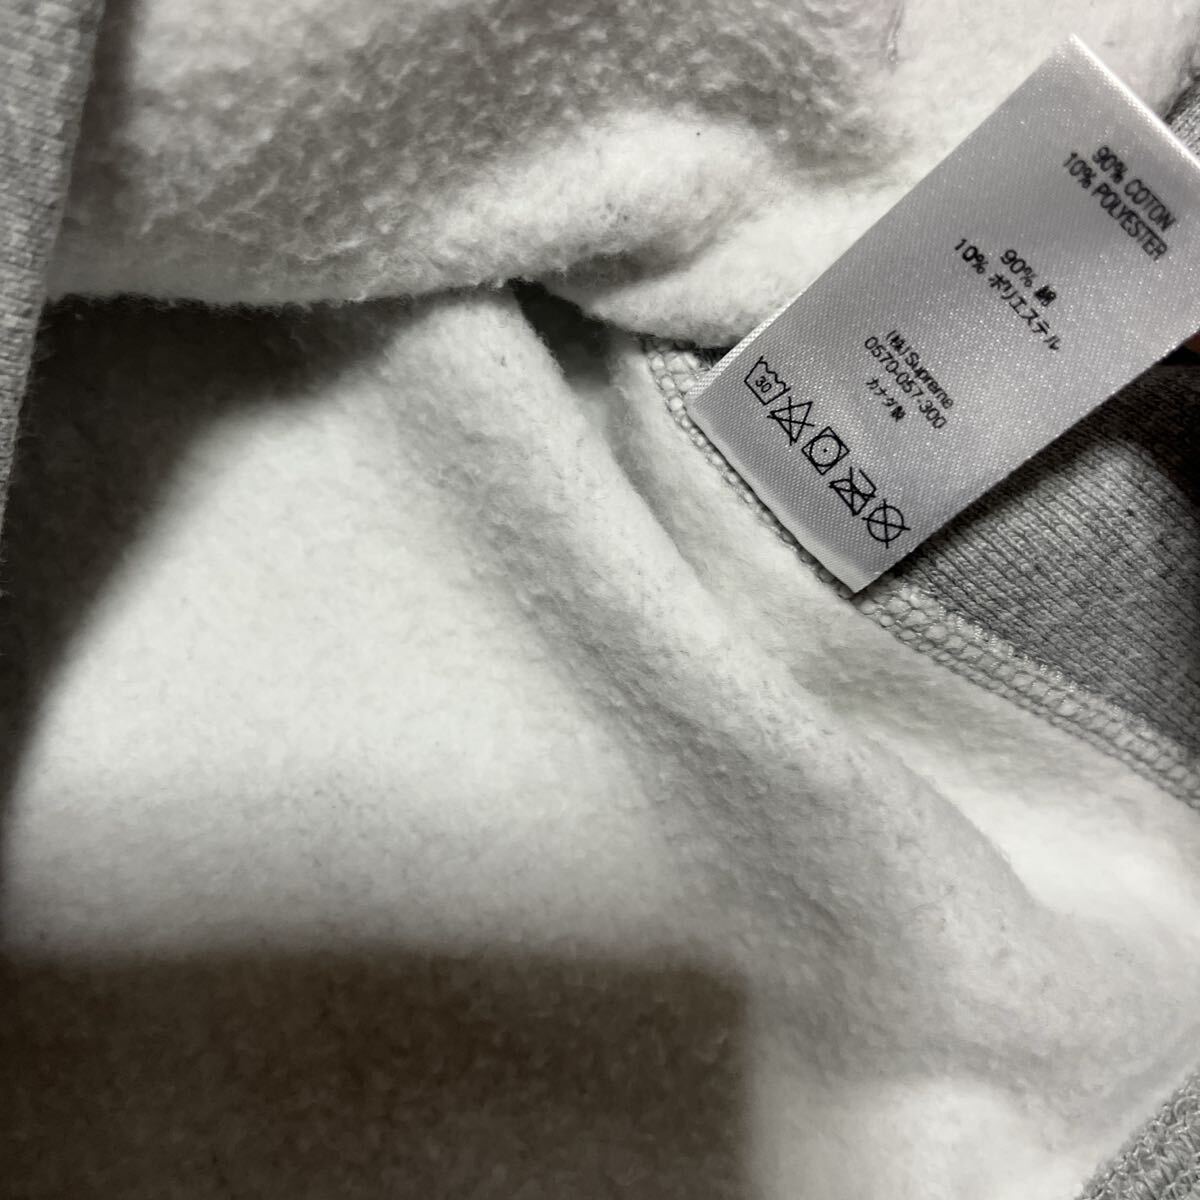 90% COTON
10% POLYESTER
90% 綿
10% ポリエステル
(株) Supreme
0570-057-300
カナダ製
30